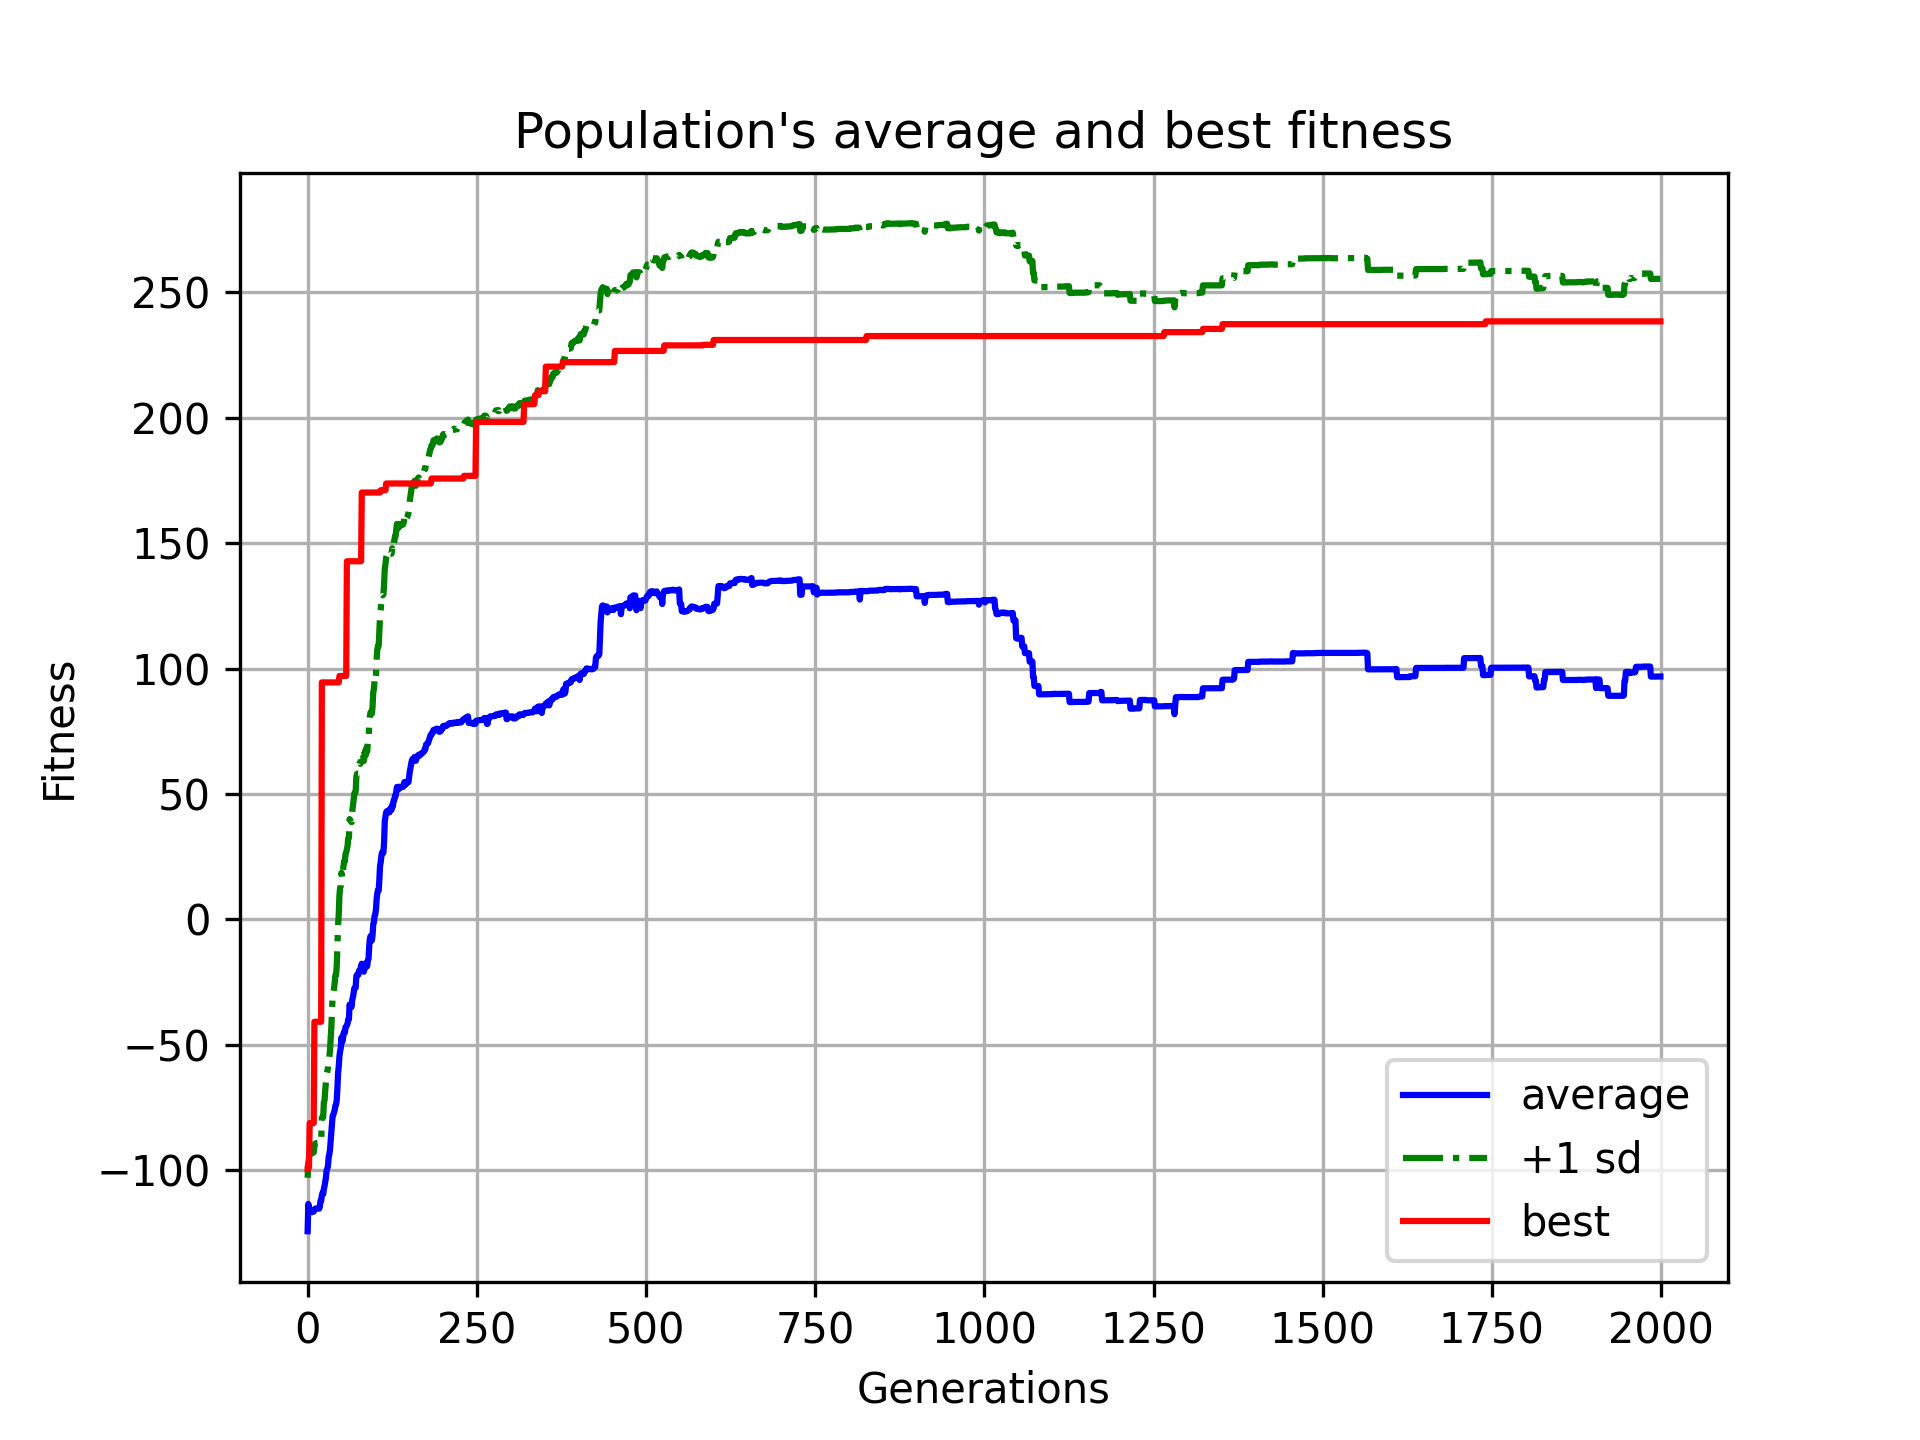 Population's average and best fitness
Fitness
250
200
150
100
50
0
−50
−100
0 250 500 750 1000 1250 1500 1750 2000
Generations
average
+1 sd
best